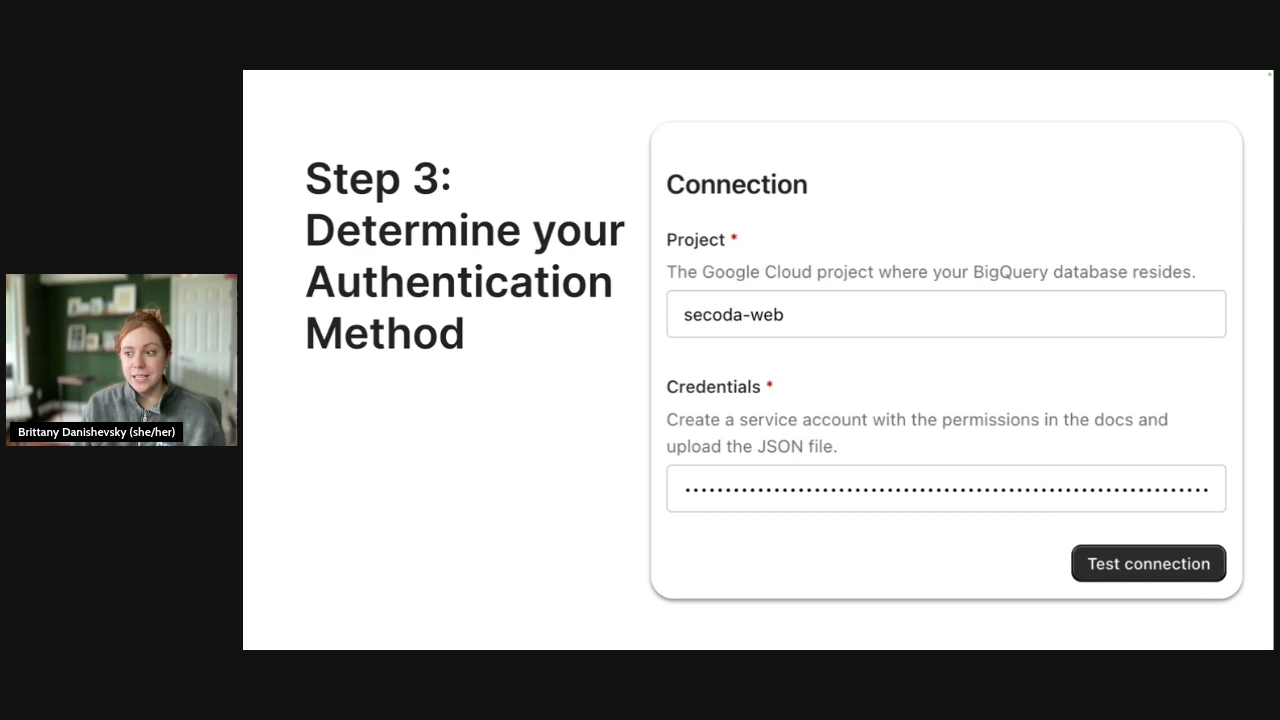 Step 3:
Determine your
Authentication
Method
Connection
Project *
The Google Cloud project where your BigQuery database resides.
secoda-web
Credentials *
Create a service account with the permissions in the docs and
upload the JSON file.
Test connection
Brittany Danishevsky (she/her)